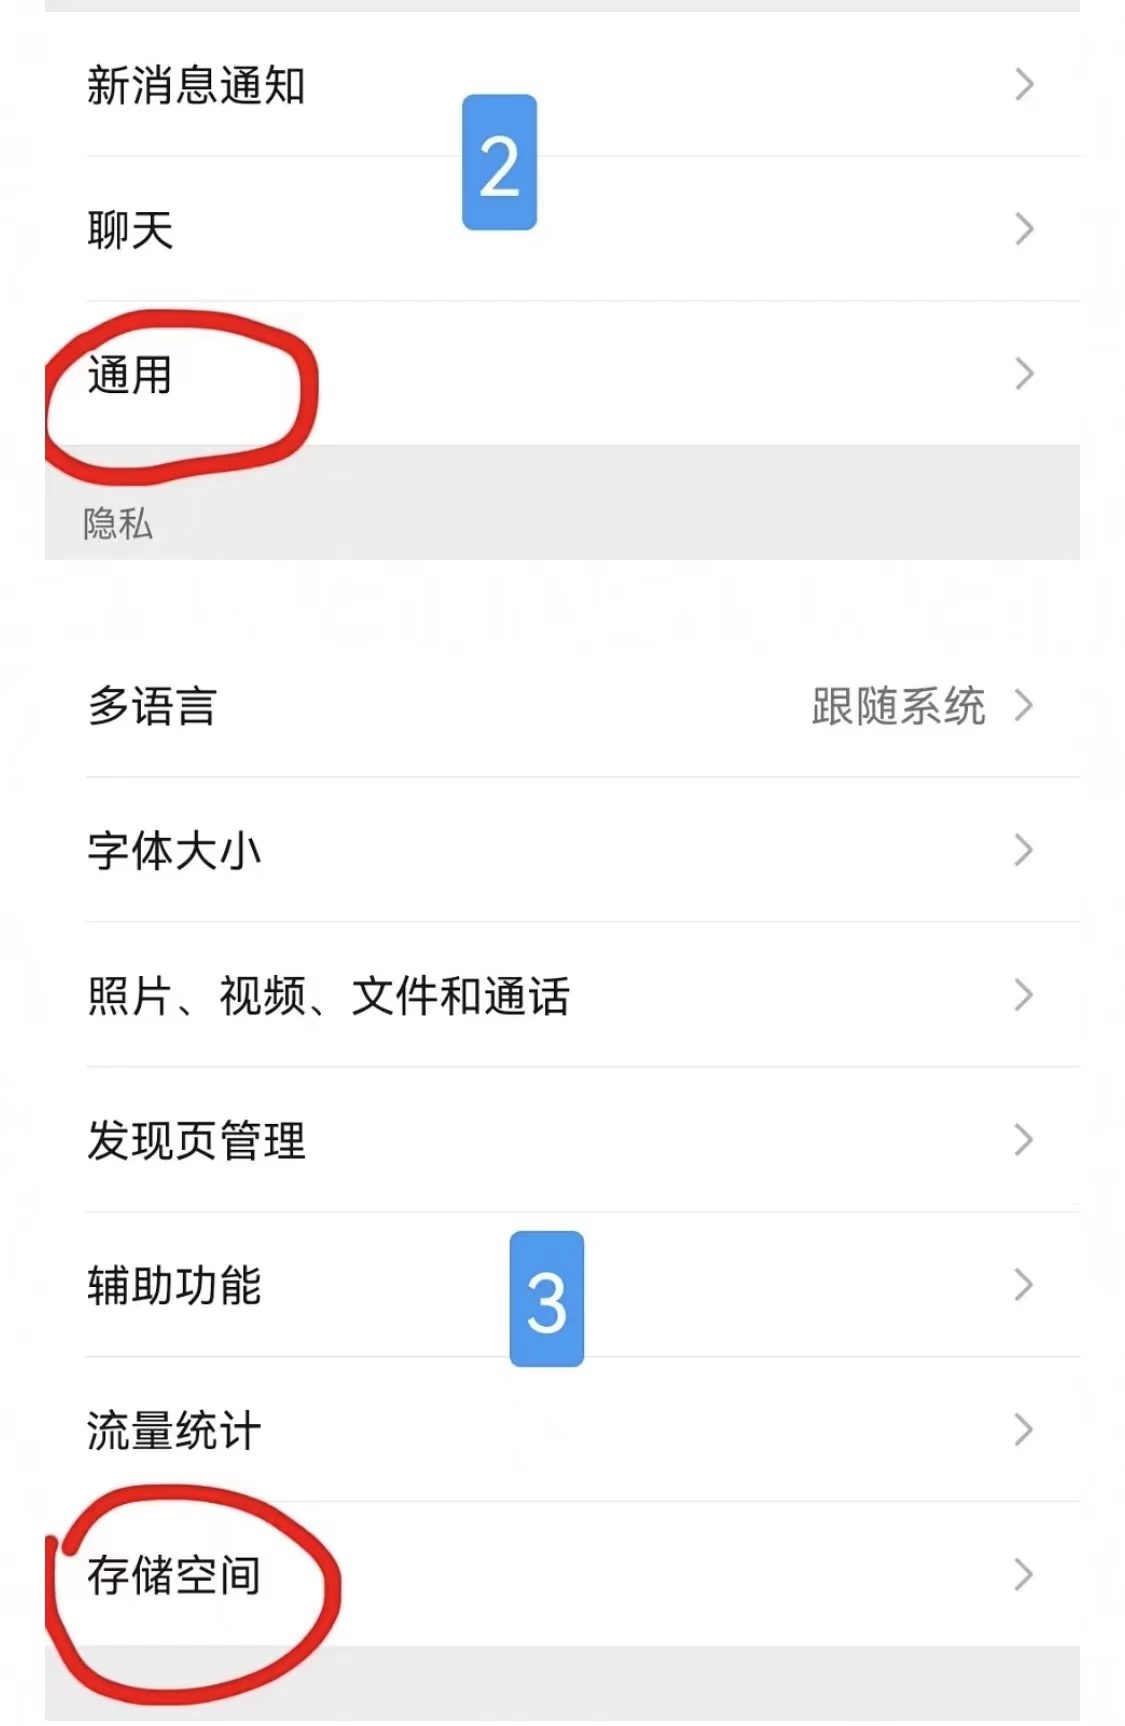 新消息通知
2
聊天
通用
隐私
多语言 跟随系统
字体大小
照片、视频、文件和通话
发现页管理
辅助功能
3
流量统计
存储空间